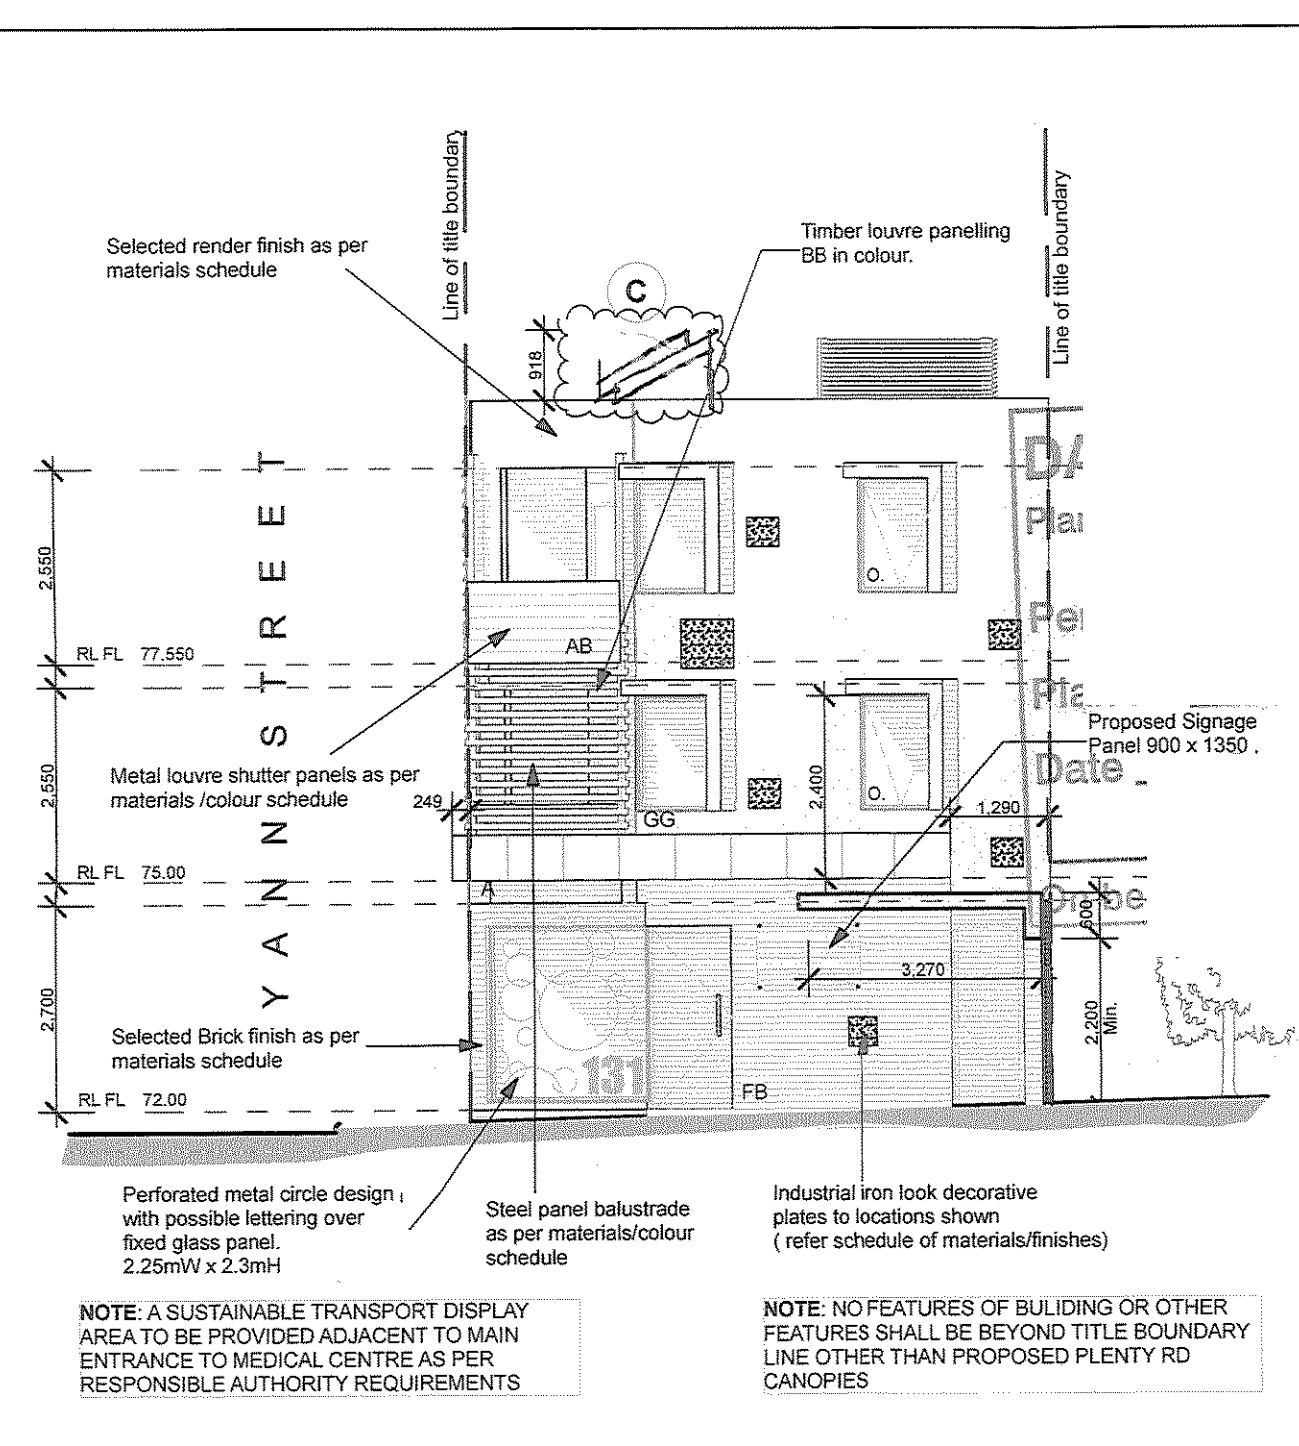 Line of title boundary
Line of title boundary
Selected render finish as per
materials schedule
Timber louvre panelling
BB in colour.
C
918
YANN STREET
2,550
RL FL 77.550
AB
O.
Metal louvre shutter panels as per
materials /colour schedule
249
2,550
2,400
O.
GG
1,290
Proposed Signage
Panel 900 x 1350 .
RL FL 75.00
A
600
3,270
2,700
2,200
Min.
Selected Brick finish as per
materials schedule
131
FB
RL FL 72.00
DA
Plan
Per
Pla
Date _
Perforated metal circle design
with possible lettering over
fixed glass panel.
2.25mW x 2.3mH
Steel panel balustrade
as per materials/colour
schedule
Industrial iron look decorative
plates to locations shown
( refer schedule of materials/finishes)
NOTE: A SUSTAINABLE TRANSPORT DISPLAY
AREA TO BE PROVIDED ADJACENT TO MAIN
ENTRANCE TO MEDICAL CENTRE AS PER
RESPONSIBLE AUTHORITY REQUIREMENTS
NOTE: NO FEATURES OF BULIDING OR OTHER
FEATURES SHALL BE BEYOND TITLE BOUNDARY
LINE OTHER THAN PROPOSED PLENTY RD
CANOPIES